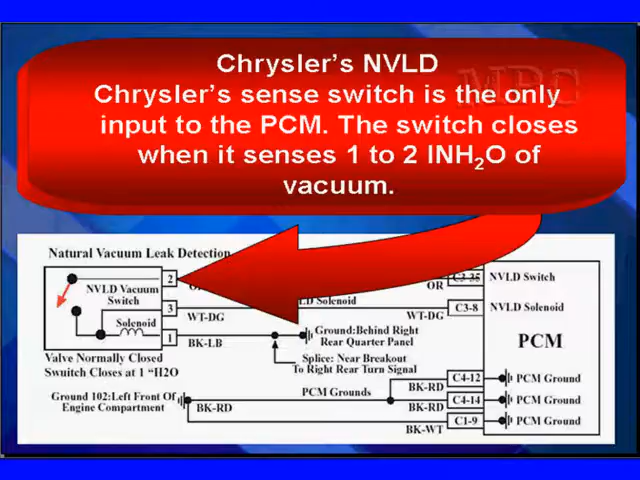 MBC
Chrysler's NVLD
Chrysler's sense switch is the only
input to the PCM. The switch closes
when it senses 1 to 2 INH₂O of
vacuum.
Natural Vacuum Leak Detection
NVLD Vacuum
Switch
2
3
1
Solenoid
Valve Normally Closed
Swuitch Closes at 1 "H2O
WT-DG
BK-LB
Solenoid
OR
C3-35
NVLD Switch
WT-DG
C3-8
NVLD Solenoid
PCM
Ground:Behind Right
Rear Quarter Panel
Splice: Near Breakout
To Right Rear Turn Signal
Ground 102:Left Front Of
Engine Compartment
BK-RD
PCM Grounds
C4-12
BK-RD
PCM Ground
C4-14
BK-RD
PCM Ground
C1-9
BK-WT
PCM Ground